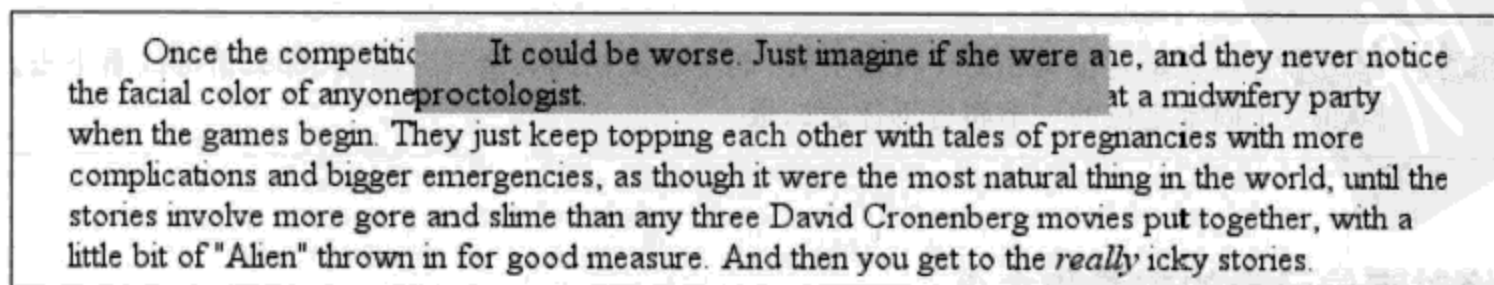 Once the competitic It could be worse. Just imagine if she were a ne, and they never notice
the facial color of anyone proctologist. at a midwifery party
when the games begin. They just keep topping each other with tales of pregnancies with more
complications and bigger emergencies, as though it were the most natural thing in the world, until the
stories involve more gore and slime than any three David Cronenberg movies put together, with a
little bit of "Alien" thrown in for good measure. And then you get to the really icky stories.